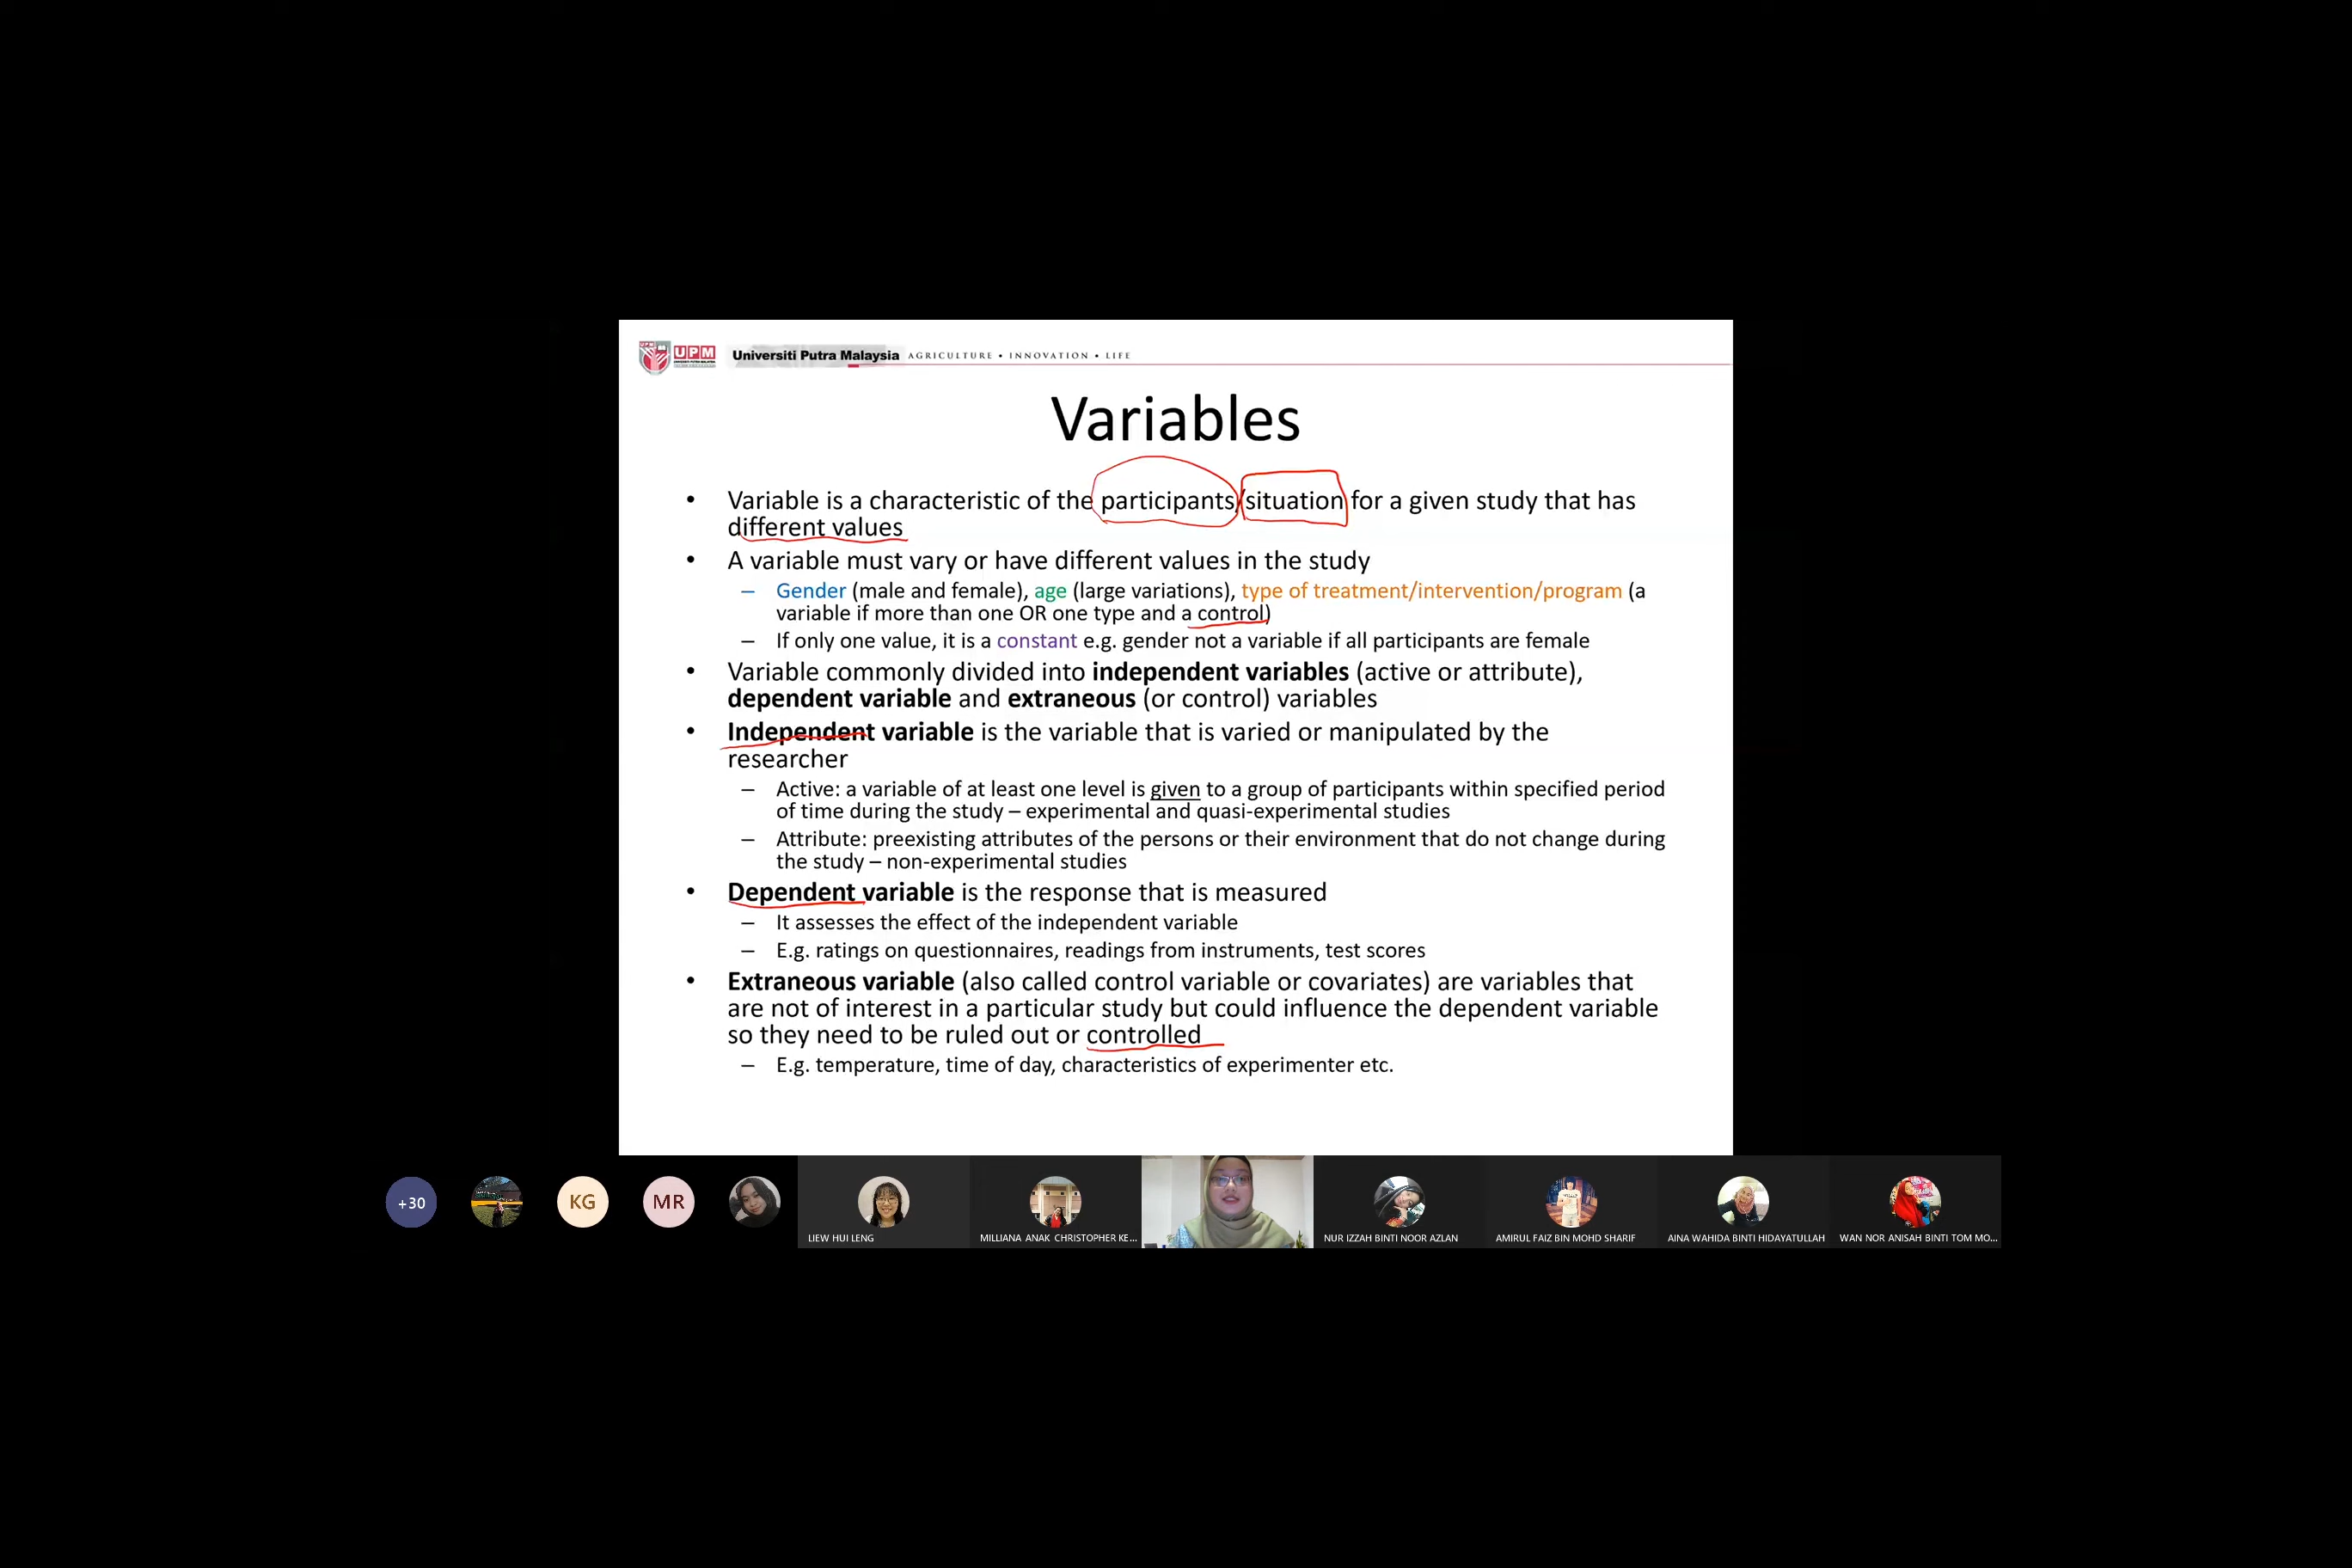 UPM
Universiti Putra Malaysia AGRICULTURE • INNOVATION • LIFE
Variables
• Variable is a characteristic of the participants/situation for a given study that has
different values
• A variable must vary or have different values in the study
– Gender (male and female), age (large variations), type of treatment/intervention/program (a
variable if more than one OR one type and a control)
– If only one value, it is a constant e.g. gender not a variable if all participants are female
• Variable commonly divided into independent variables (active or attribute),
dependent variable and extraneous (or control) variables
• Independent variable is the variable that is varied or manipulated by the
researcher
– Active: a variable of at least one level is given to a group of participants within specified period
of time during the study – experimental and quasi-experimental studies
– Attribute: preexisting attributes of the persons or their environment that do not change during
the study – non-experimental studies
• Dependent variable is the response that is measured
– It assesses the effect of the independent variable
– E.g. ratings on questionnaires, readings from instruments, test scores
• Extraneous variable (also called control variable or covariates) are variables that
are not of interest in a particular study but could influence the dependent variable
so they need to be ruled out or controlled
– E.g. temperature, time of day, characteristics of experimenter etc.
+30
KG
MR
LIEW HUI LENG
MILLIANA ANAK CHRISTOPHER KE...
NUR IZZAH BINTI NOOR AZLAN
AMIRUL FAIZ BIN MOHD SHARIF
AINA WAHIDA BINTI HIDAYATULLAH
WAN NOR ANISAH BINTI TOM MO...